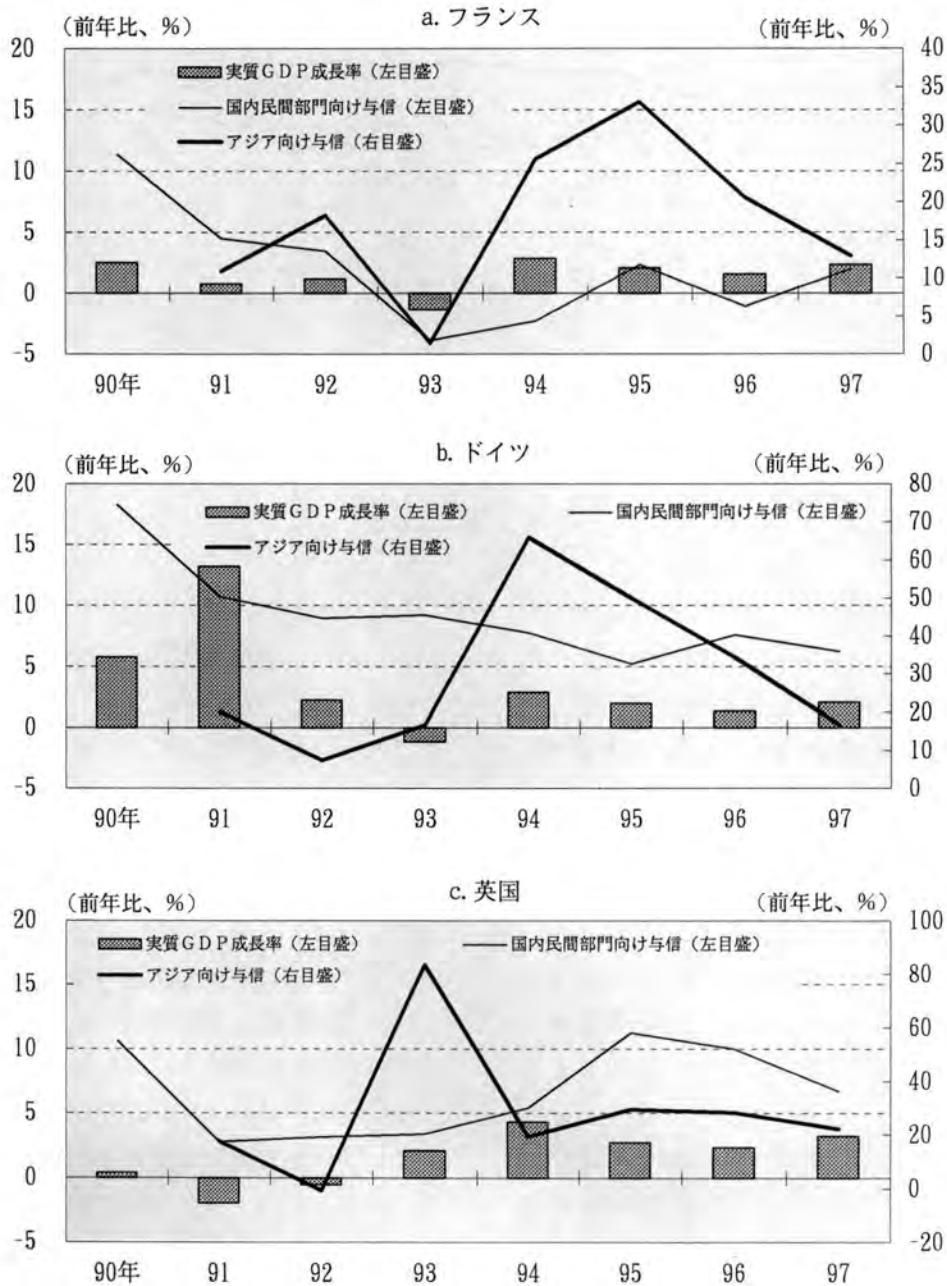 a. フランス
(前年比、%) (前年比、%)
20 40
実質GDP成長率(左目盛) 35
15 国内民間部門向け与信(左目盛) 30
アジア向け与信(右目盛)
10 25
20
5 15
0 10
5
-5 0
90年 91 92 93 94 95 96 97
b. ドイツ
(前年比、%) (前年比、%)
20 80
実質GDP成長率(左目盛) 国内民間部門向け与信(左目盛) 70
15 アジア向け与信(右目盛) 60
10 50
40
5 30
0 20
10
-5 0
90年 91 92 93 94 95 96 97
c. 英国
(前年比、%) (前年比、%)
20 100
実質GDP成長率(左目盛) 国内民間部門向け与信(左目盛)
アジア向け与信(右目盛) 80
15
10 60
40
5 20
0 0
-5 -20
90年 91 92 93 94 95 96 97